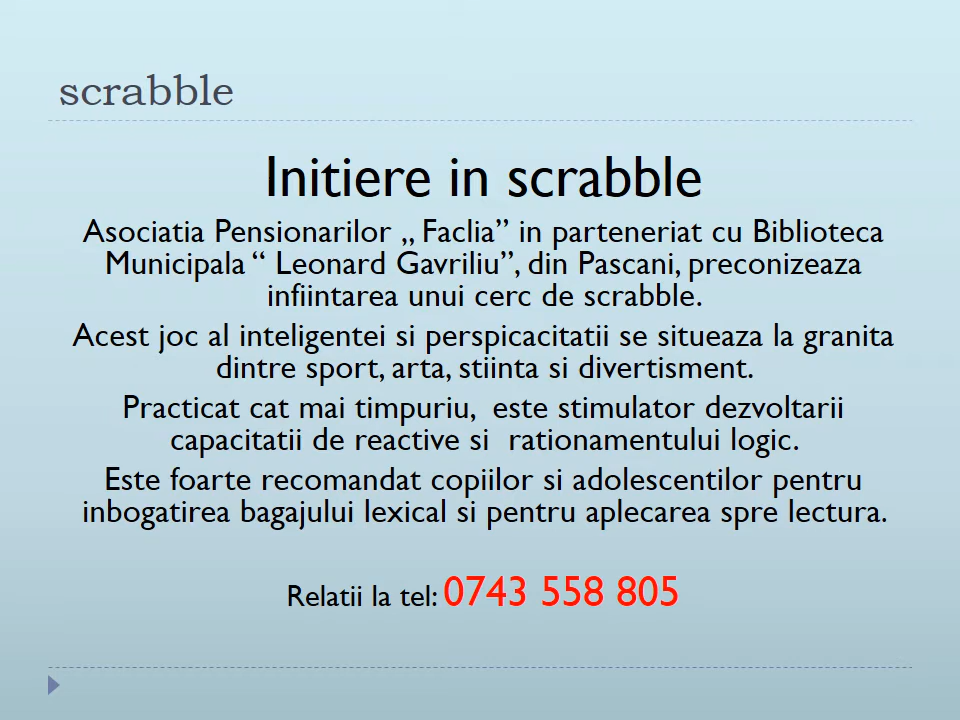 scrabble
Initiere in scrabble
Asociatia Pensionarilor „ Faclia” in parteneriat cu Biblioteca
Municipala “ Leonard Gavriliu”, din Pascani, preconizeaza
infiintarea unui cerc de scrabble.
Acest joc al inteligentei si perspicacitatii se situeaza la granita
dintre sport, arta, stiinta si divertisment.
Practicat cat mai timpuriu,  este stimulator dezvoltarii
capacitatii de reactive si  rationamentului logic.
Este foarte recomandat copiilor si adolescentilor pentru
inbogatirea bagajului lexical si pentru aplecarea spre lectura.
Relatii la tel: 0743 558 805